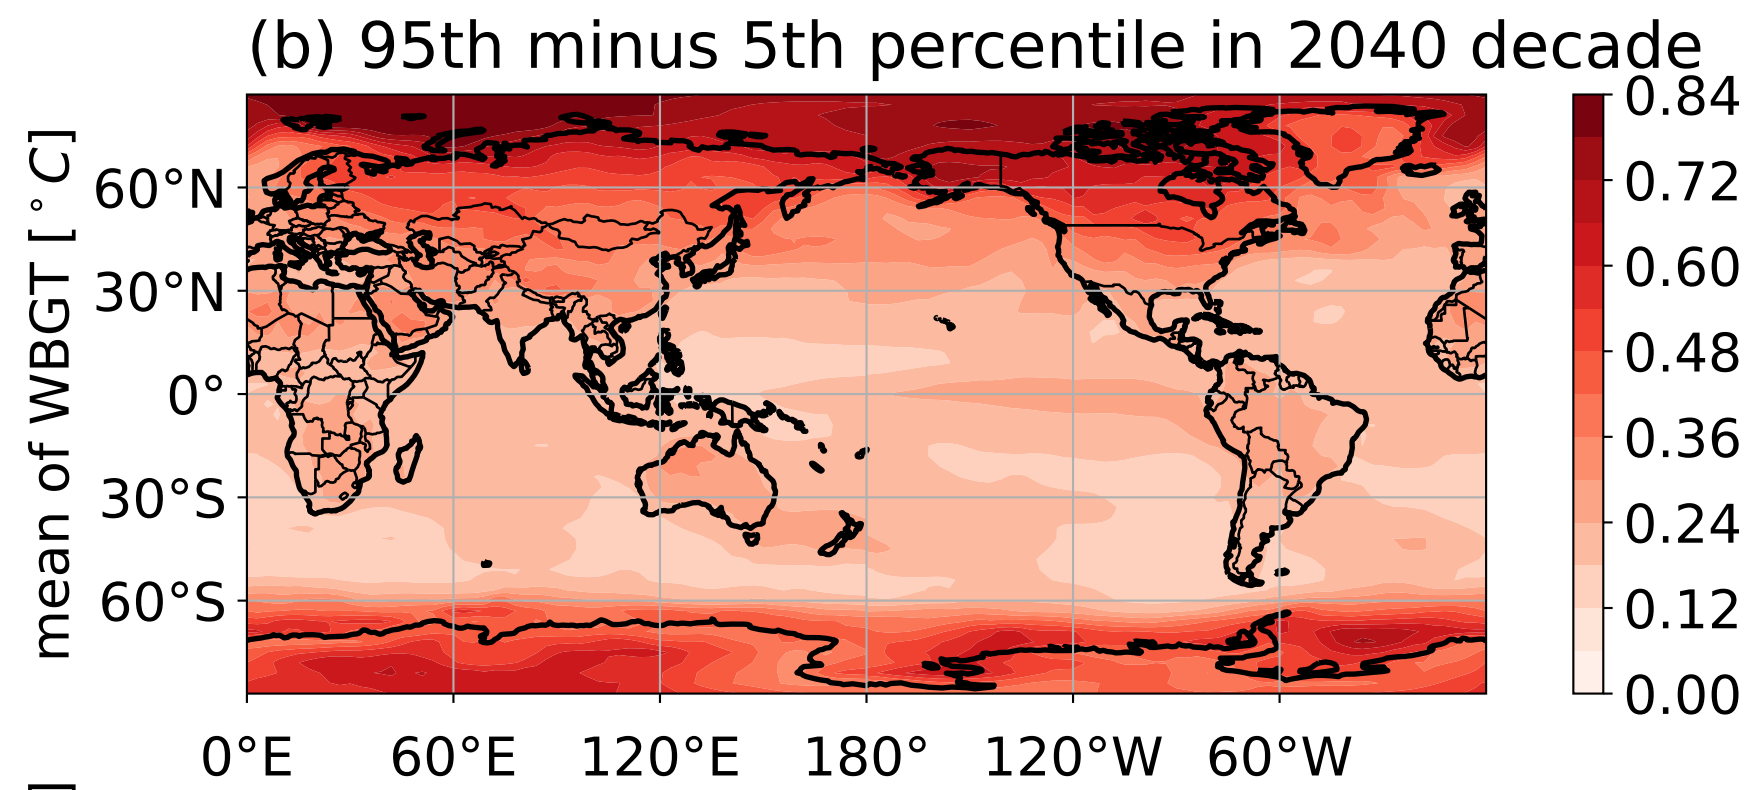 (b) 95th minus 5th percentile in 2040 decade
mean of WBGT [°C]
60°N
30°N
0°
30°S
60°S
0°E 60°E 120°E 180° 120°W 60°W
0.84
0.72
0.60
0.48
0.36
0.24
0.12
0.00
]